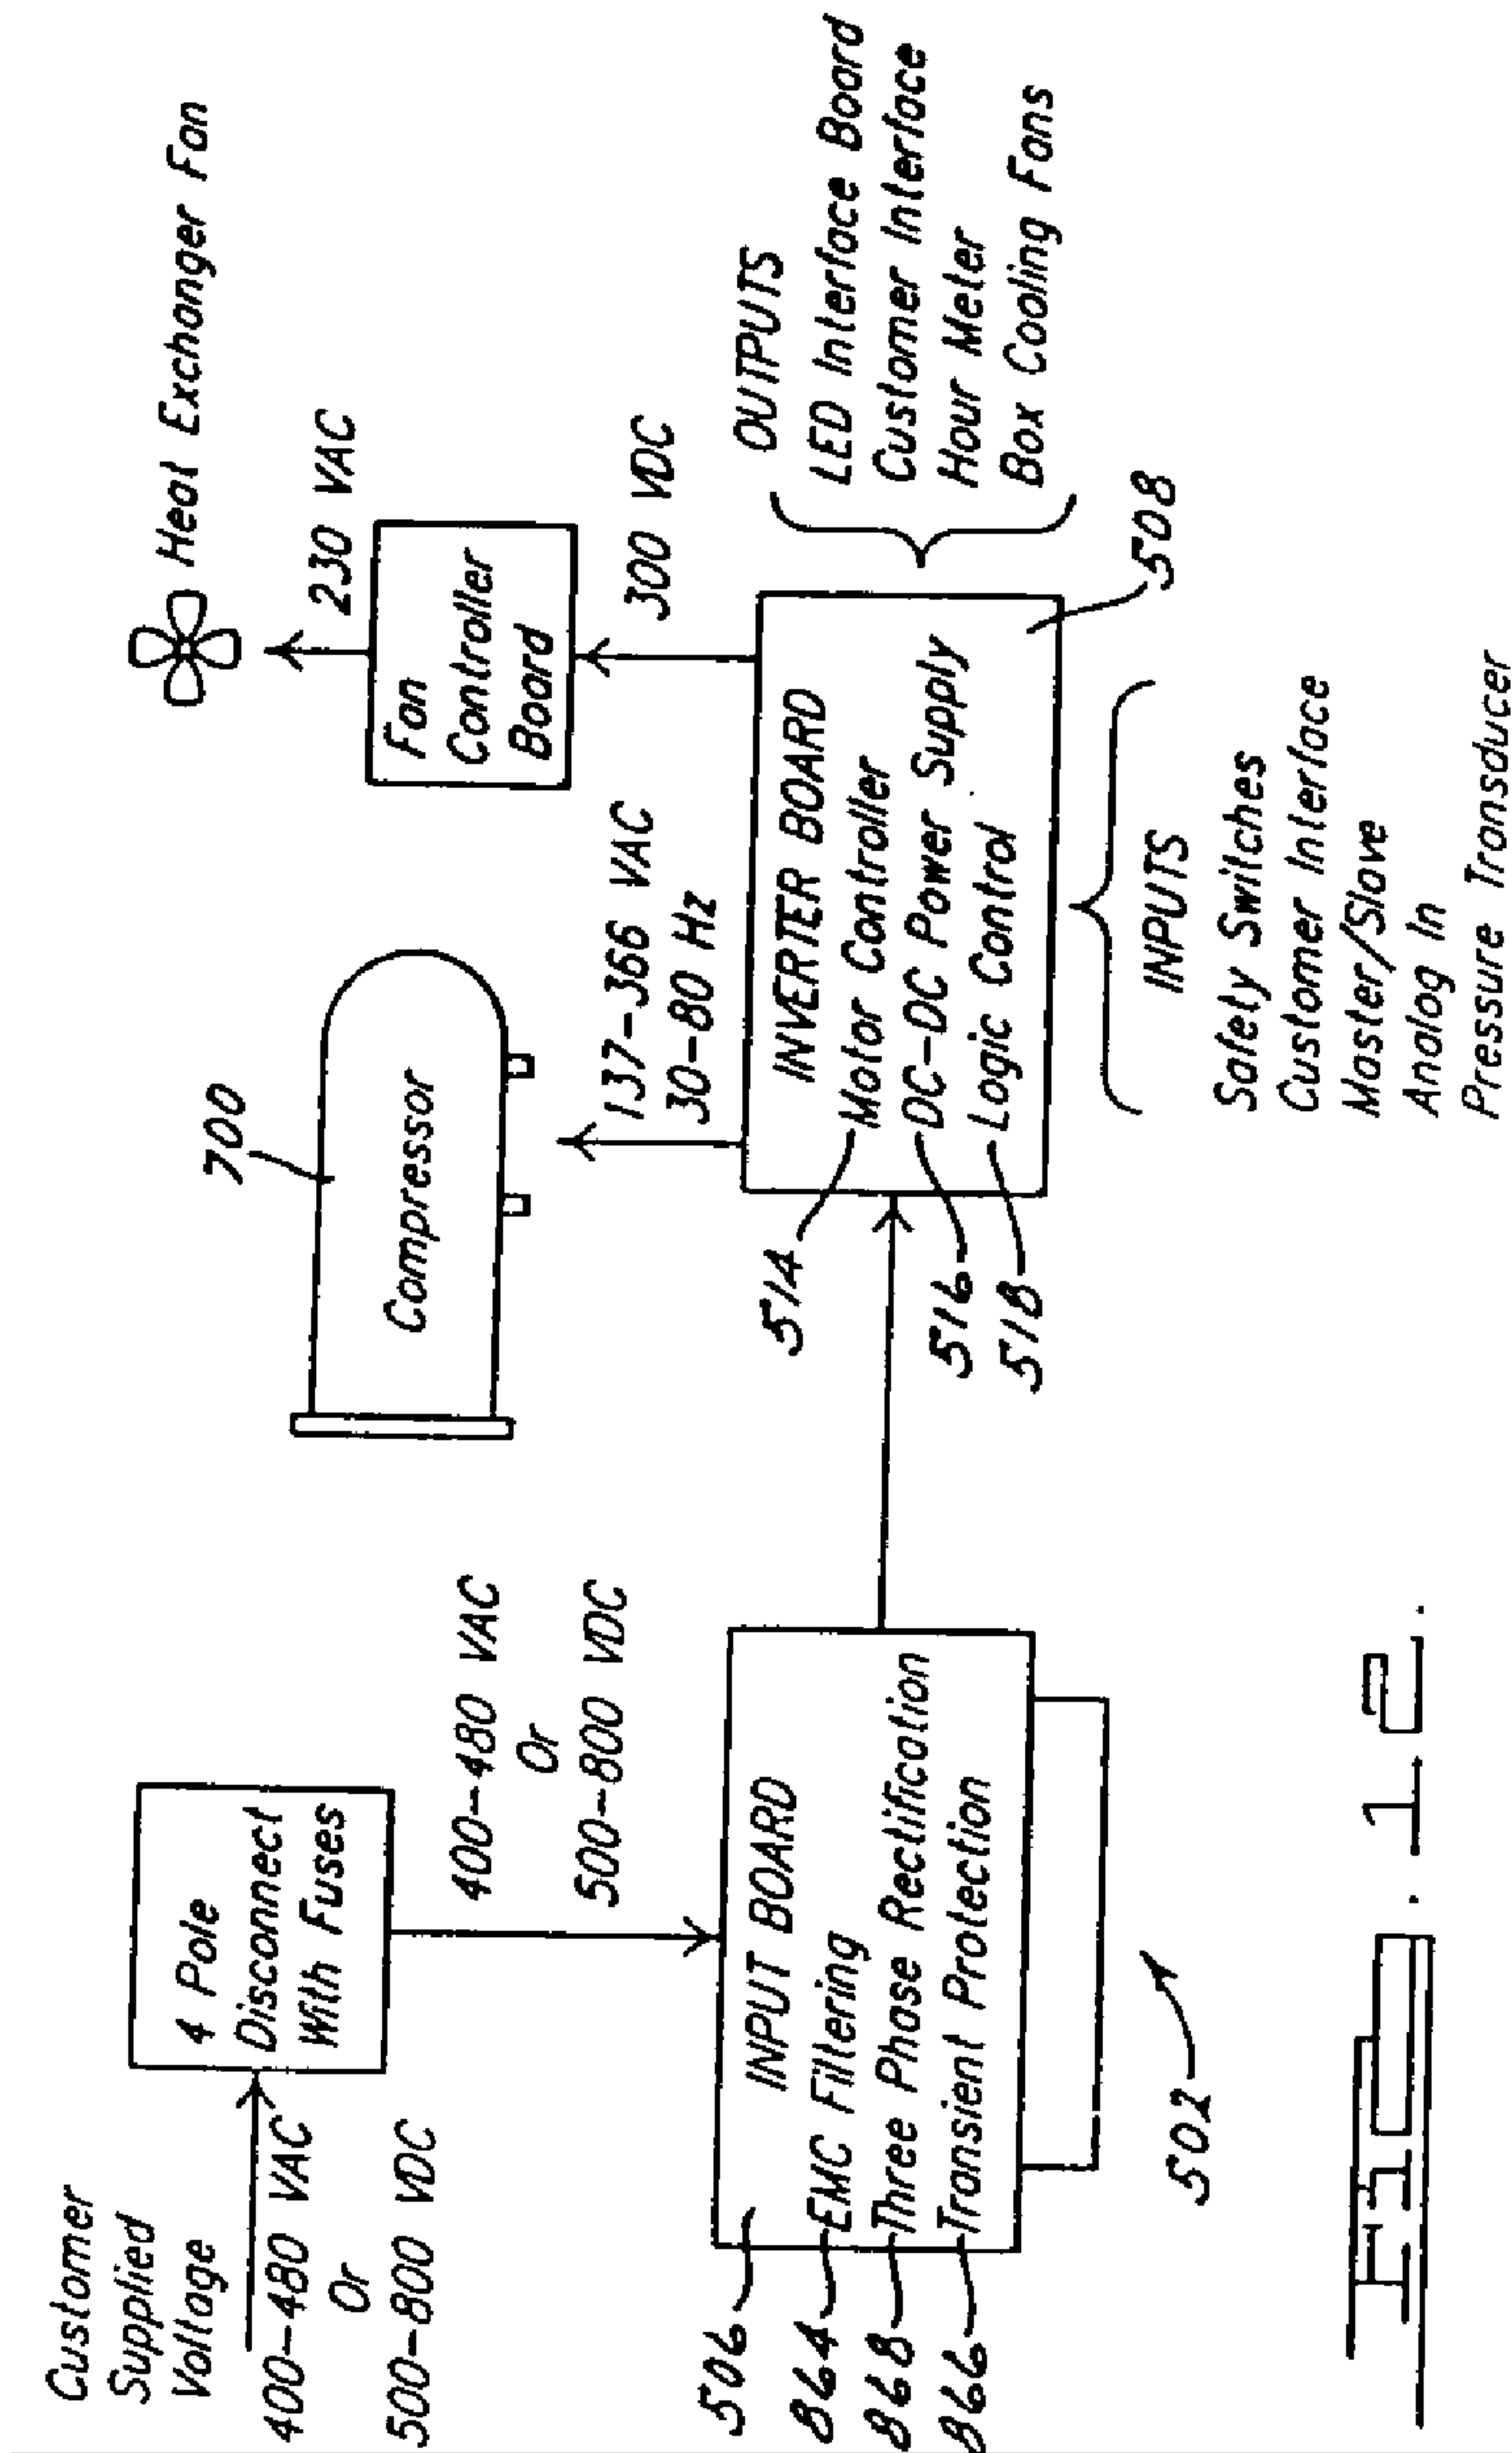 Customer
Supplied
Voltage
400-480 VAC
Or
500-800 VDC
4 Pole
Disconnect
With Fuses
400-480 VAC
Or
500-800 VDC
506
864
868
866
INPUT BOARD
EMC Filtering
Three Phase Rectification
Transient Protection
502
700
Compressor
137-366 VAC
30-80 Hz
514
516
518
INVERTER BOARD
Motor Controller
DC-DC Power Supply
Logic Control
508
Heat Exchanger Fan
230 VAC
Fan
Controller
Board
300 VDC
OUTPUTS
LED Interface Board
Customer Interface
Hour Meter
Box Cooling Fans
INPUTS
Safety Switches
Customer Interface
Master/Slave
Analog In
Pressure Transducer
FIG. 12.